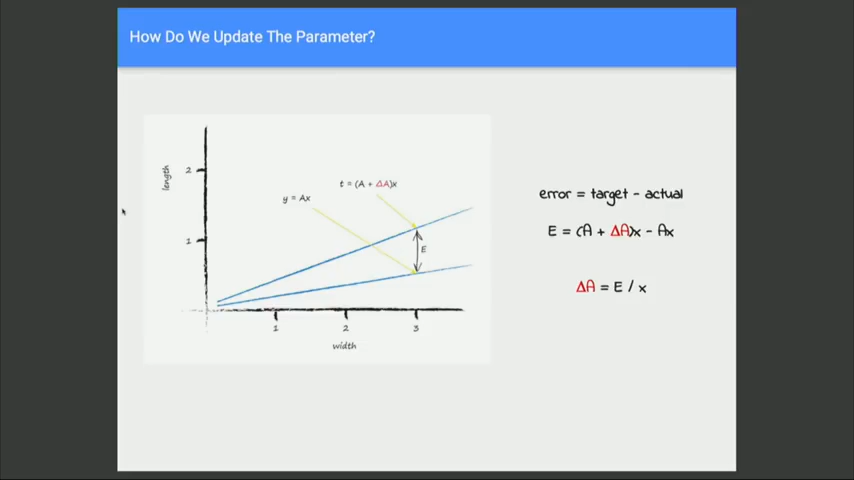 How Do We Update The Parameter?
length
2
1
y = Ax
t = (A + ΔA)x
E
1
2
3
width
error = target - actual
E = (A + ΔA)x - Ax
ΔA = E / x